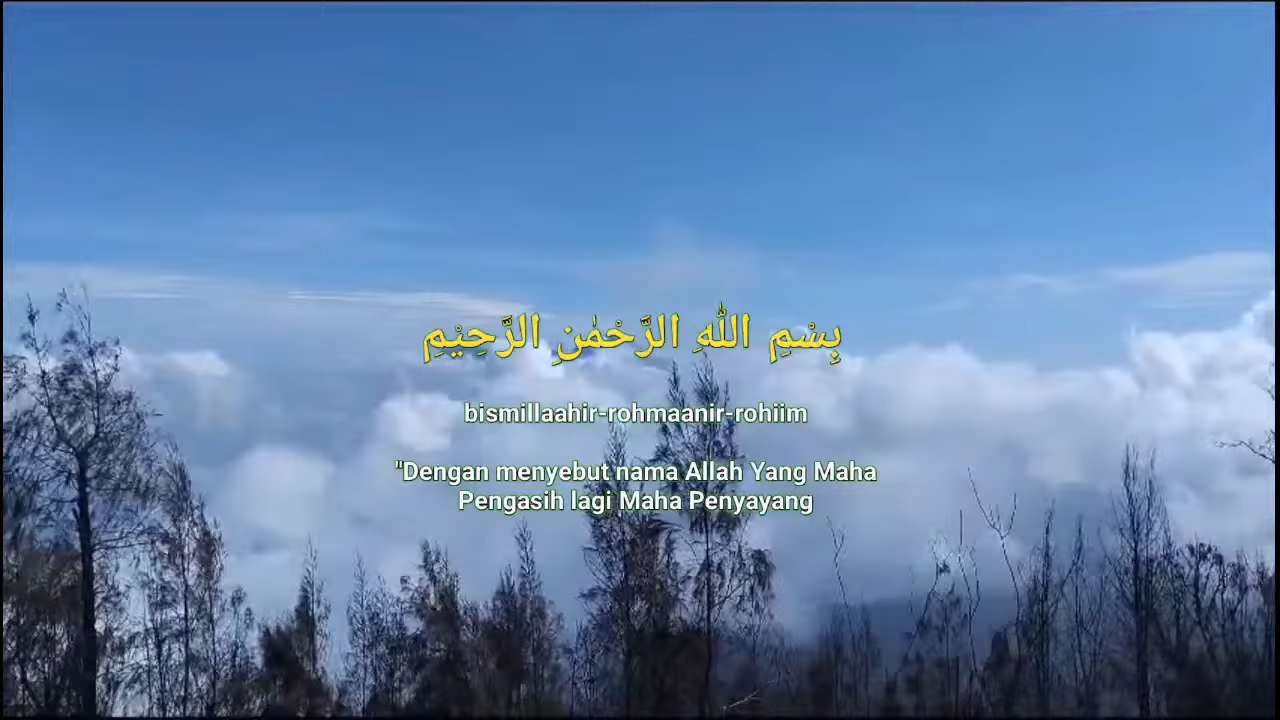 بِسْمِ اللّٰهِ الرَّحْمٰنِ الرَّحِيْمِ
bismillaahir-rohmaanir-rohiim
"Dengan menyebut nama Allah Yang Maha
Pengasih lagi Maha Penyayang